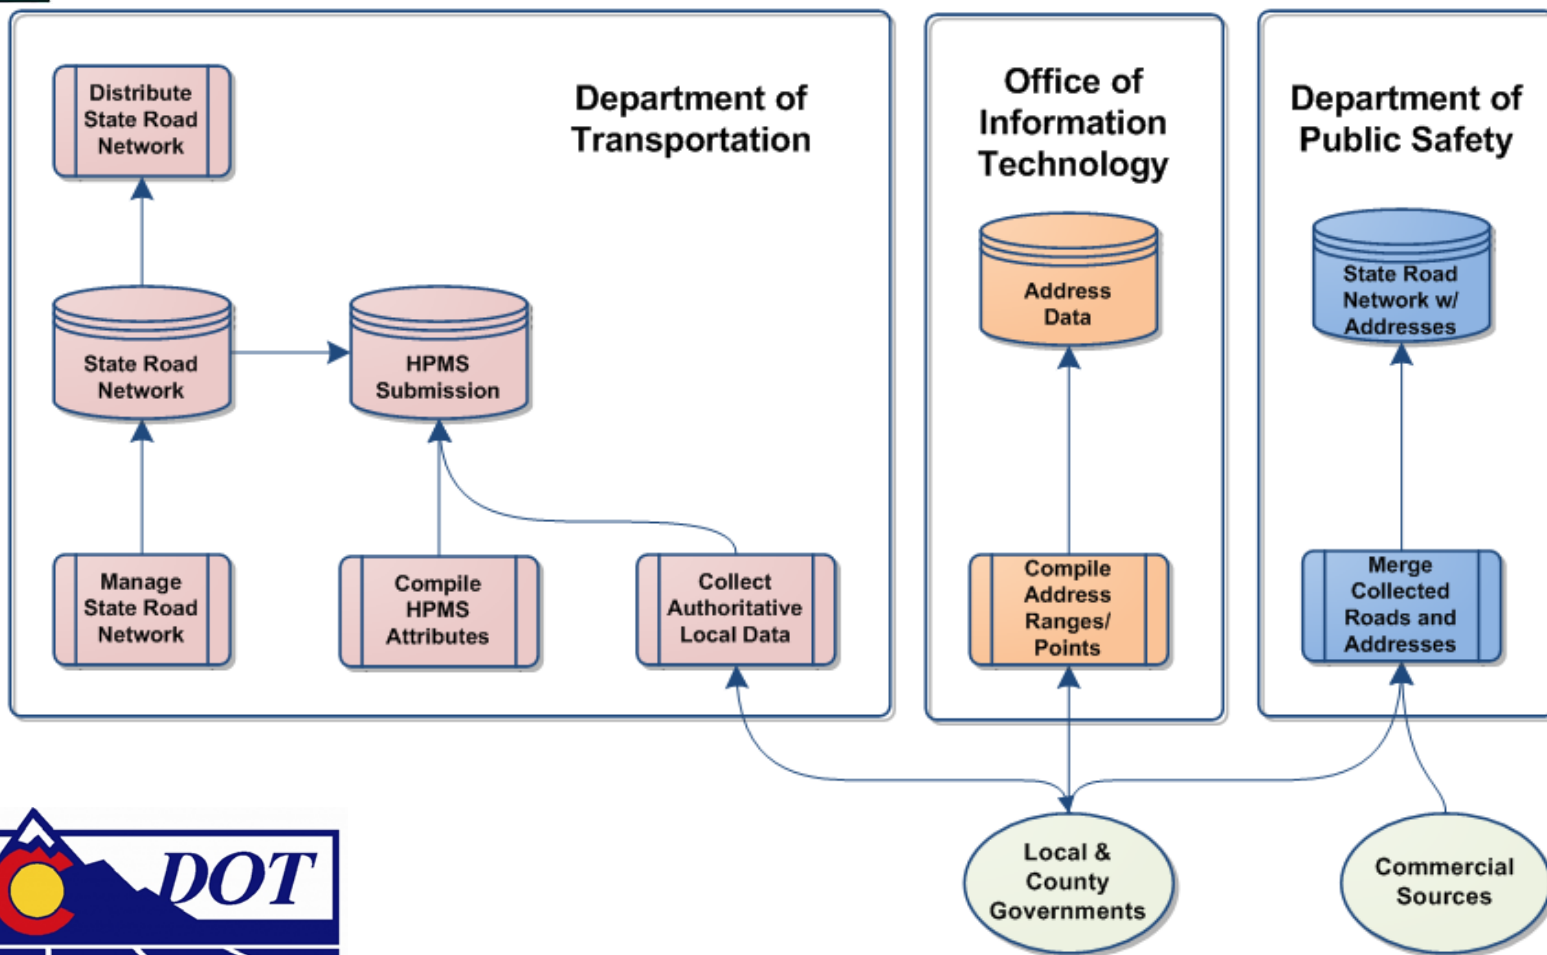 Department of
Transportation
Office of
Information
Technology
Department of
Public Safety
Distribute
State Road
Network
State Road
Network
HPMS
Submission
Address
Data
State Road
Network w/
Addresses
Manage
State Road
Network
Compile
HPMS
Attributes
Collect
Authoritative
Local Data
Compile
Address
Ranges/
Points
Merge
Collected
Roads and
Addresses
Local &
County
Governments
Commercial
Sources
DOT